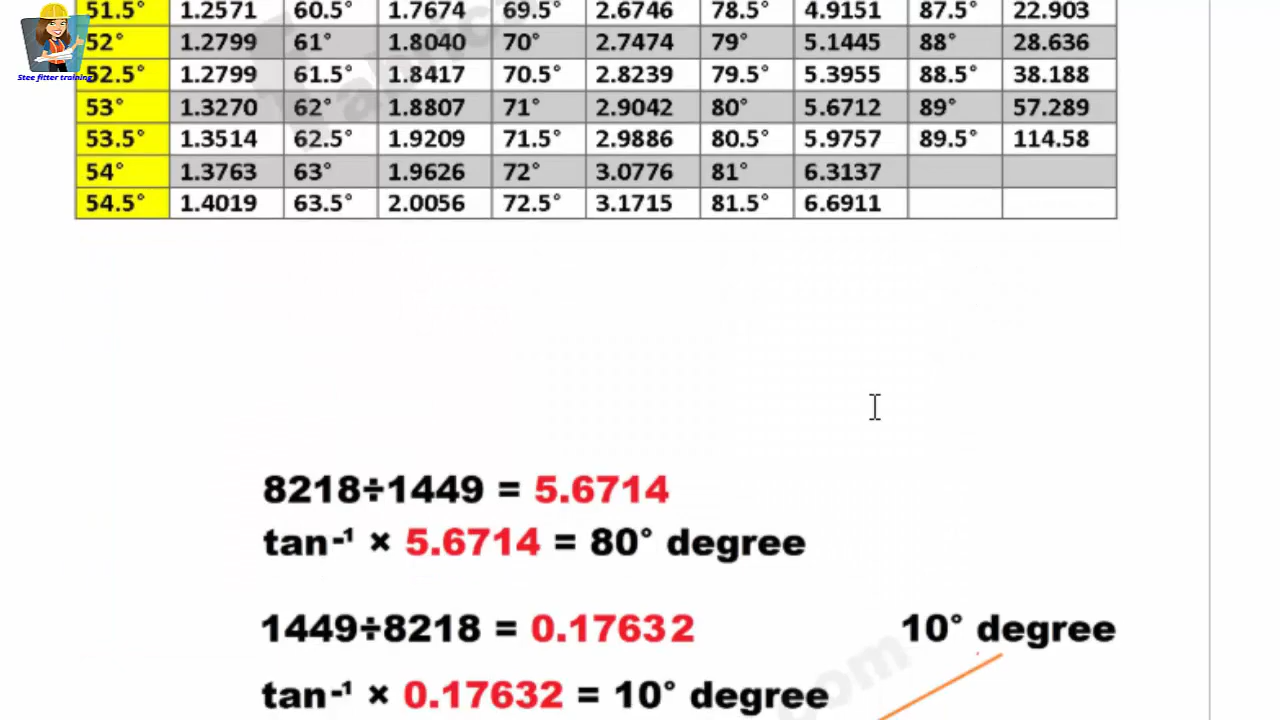 51.5° 1.2571 60.5° 1.7674 69.5° 2.6746 78.5° 4.9151 87.5° 22.903
52° 1.2799 61° 1.8040 70° 2.7474 79° 5.1445 88° 28.636
52.5° 1.2799 61.5° 1.8417 70.5° 2.8239 79.5° 5.3955 88.5° 38.188
53° 1.3270 62° 1.8807 71° 2.9042 80° 5.6712 89° 57.289
53.5° 1.3514 62.5° 1.9209 71.5° 2.9886 80.5° 5.9757 89.5° 114.58
54° 1.3763 63° 1.9626 72° 3.0776 81° 6.3137
54.5° 1.4019 63.5° 2.0056 72.5° 3.1715 81.5° 6.6911
Stee fitter training
8218÷1449 = 5.6714
tan⁻¹ × 5.6714 = 80° degree
1449÷8218 = 0.17632
10° degree
tan⁻¹ × 0.17632 = 10° degree
.com